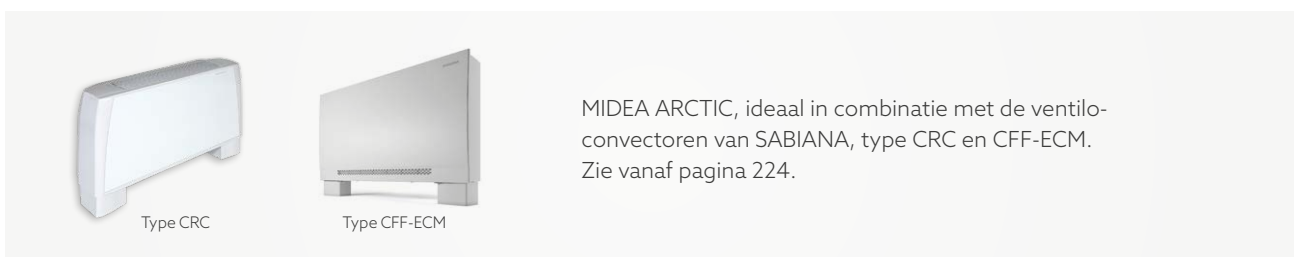 MIDEA ARCTIC, ideaal in combinatie met de ventilo-
convectoren van SABIANA, type CRC en CFF-ECM.
Zie vanaf pagina 224.
Type CRC
Type CFF-ECM